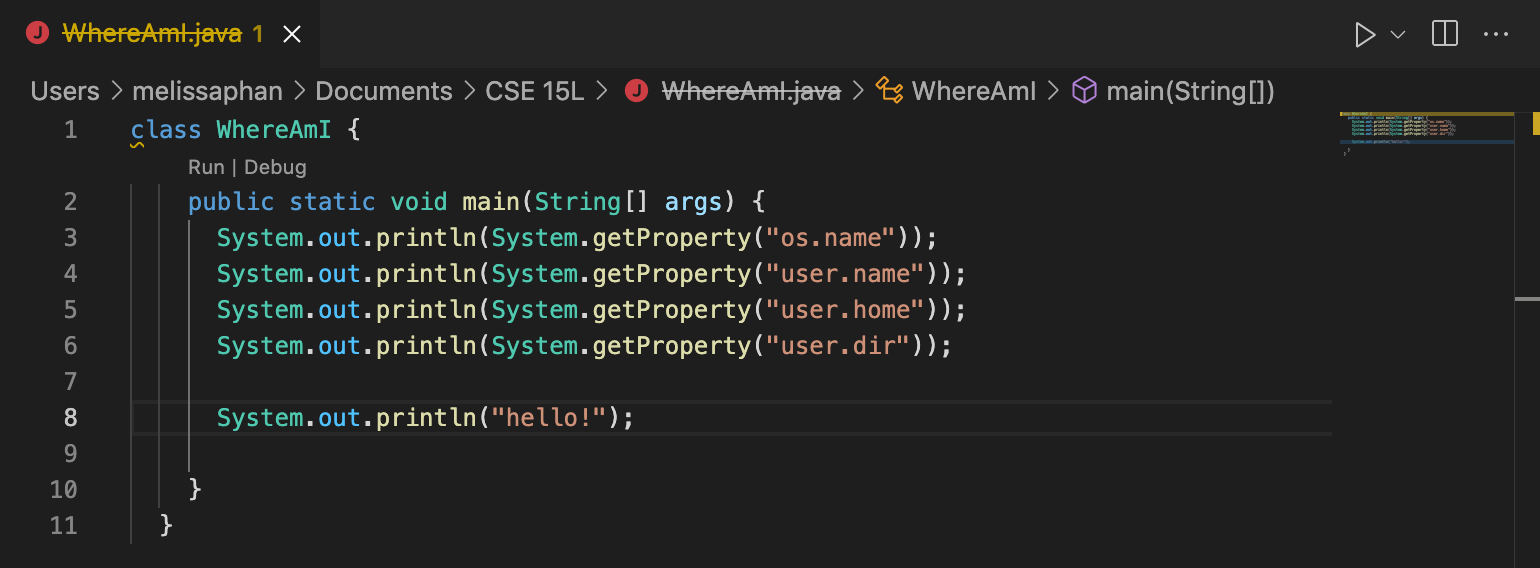 J WhereAmI.java 1
Users > melissaphan > Documents > CSE 15L > J WhereAmI.java > WhereAmI > main(String[])
1 class WhereAmI {
Run | Debug
2 public static void main(String[] args) {
3 System.out.println(System.getProperty("os.name"));
4 System.out.println(System.getProperty("user.name"));
5 System.out.println(System.getProperty("user.home"));
6 System.out.println(System.getProperty("user.dir"));
7
8 System.out.println("hello!");
9
10 }
11 }